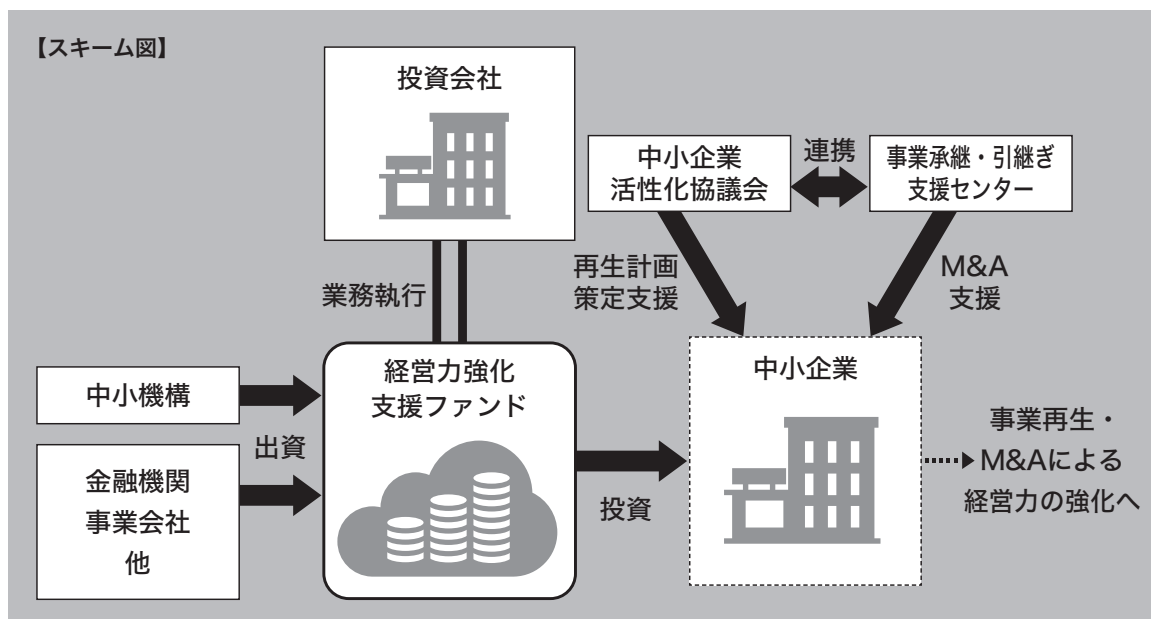 【スキーム図】
投資会社
中小企業
活性化協議会
連携
事業承継・引継ぎ
支援センター
業務執行
再生計画
策定支援
M&A
支援
中小機構
金融機関
事業会社
他
出資
経営力強化
支援ファンド
投資
中小企業
事業再生・
M&Aによる
経営力の強化へ